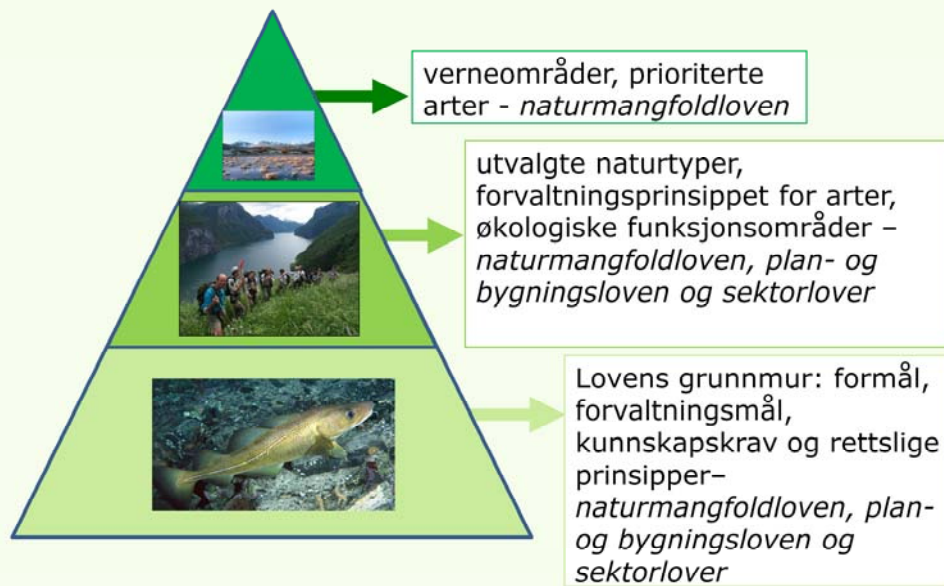 verneområder, prioriterte
arter - naturmangfoldloven
utvalgte naturtyper,
forvaltningsprinsippet for arter,
økologiske funksjonsområder –
naturmangfoldloven, plan- og
bygningsloven og sektorlover
Lovens grunnmur: formål,
forvaltningsmål,
kunnskapskrav og rettslige
prinsipper–
naturmangfoldloven, plan-
og bygningsloven og
sektorlover